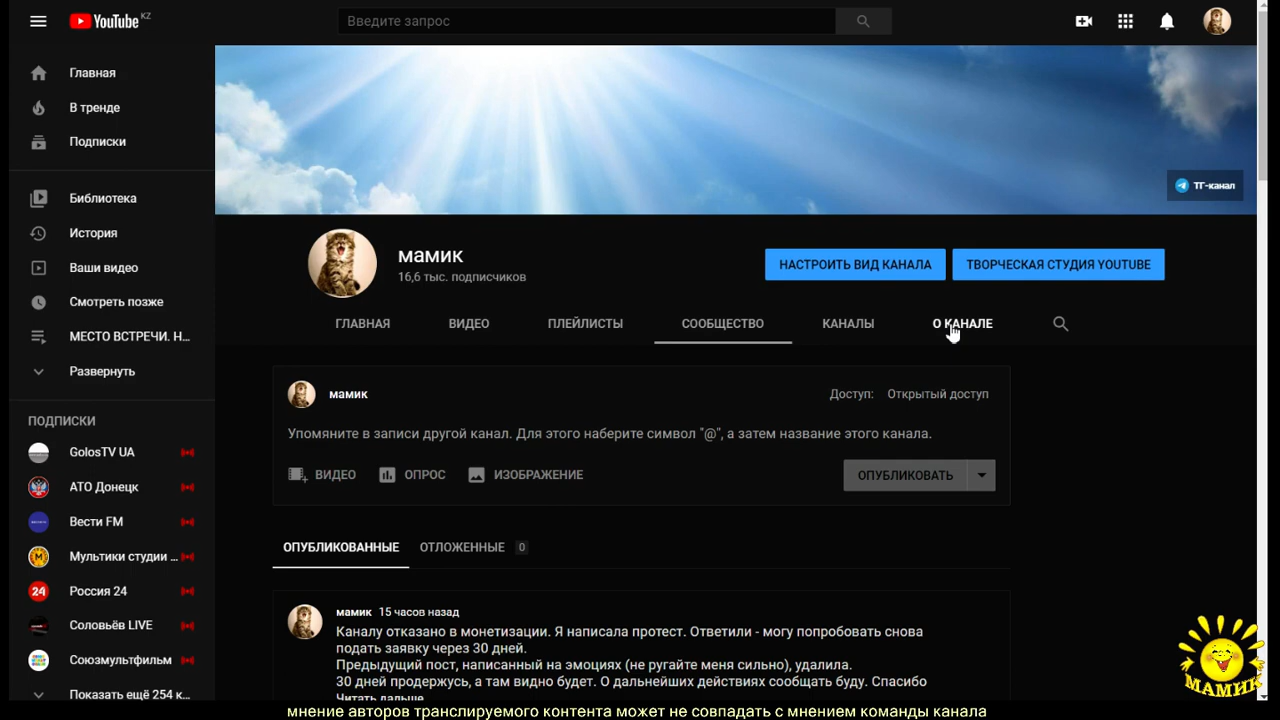 YouTube KZ
Введите запрос
Главная
В тренде
Подписки
Библиотека
История
Ваши видео
Смотреть позже
МЕСТО ВСТРЕЧИ. Н...
Развернуть
ПОДПИСКИ
GolosTV UA
АТО Донецк
Вести FM
Мультики студии ...
24
Россия 24
Соловьёв LIVE
Союзмультфильм
Показать ещё 254 к...
ТГ-канал
мамик
16,6 тыс. подписчиков
НАСТРОИТЬ ВИД КАНАЛА
ТВОРЧЕСКАЯ СТУДИЯ YOUTUBE
ГЛАВНАЯ
ВИДЕО
ПЛЕЙЛИСТЫ
СООБЩЕСТВО
КАНАЛЫ
О КАНАЛЕ
мамик
Доступ: Открытый доступ
Упомяните в записи другой канал. Для этого наберите символ "@", а затем название этого канала.
ВИДЕО
ОПРОС
ИЗОБРАЖЕНИЕ
ОПУБЛИКОВАТЬ
ОПУБЛИКОВАННЫЕ
ОТЛОЖЕННЫЕ 0
мамик 15 часов назад
Каналу отказано в монетизации. Я написала протест. Ответили - могу попробовать снова
подать заявку через 30 дней.
Предыдущий пост, написанный на эмоциях (не ругайте меня сильно), удалила.
30 дней продержусь, а там видно будет. О дальнейших действиях сообщать буду. Спасибо
Читать дальше
МАМИК
мнение авторов транслируемого контента может не совпадать с мнением команды канала